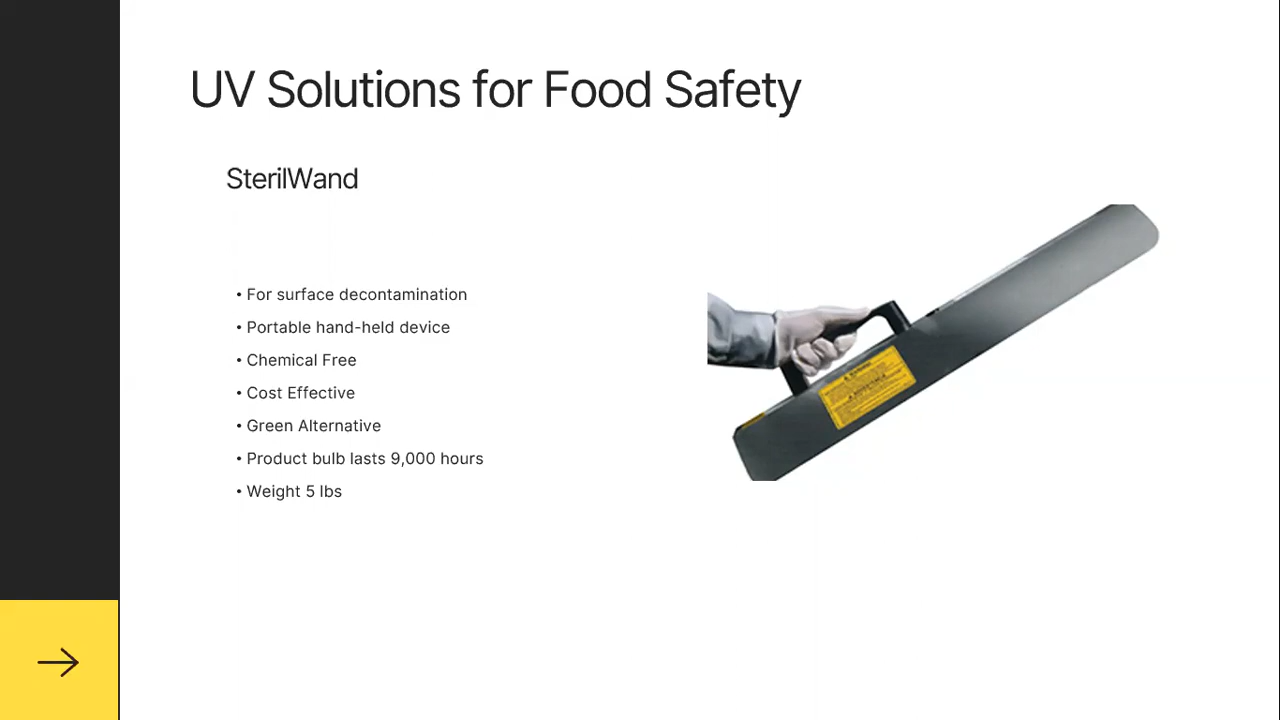 UV Solutions for Food Safety
SterilWand
• For surface decontamination
• Portable hand-held device
• Chemical Free
• Cost Effective
• Green Alternative
• Product bulb lasts 9,000 hours
• Weight 5 lbs